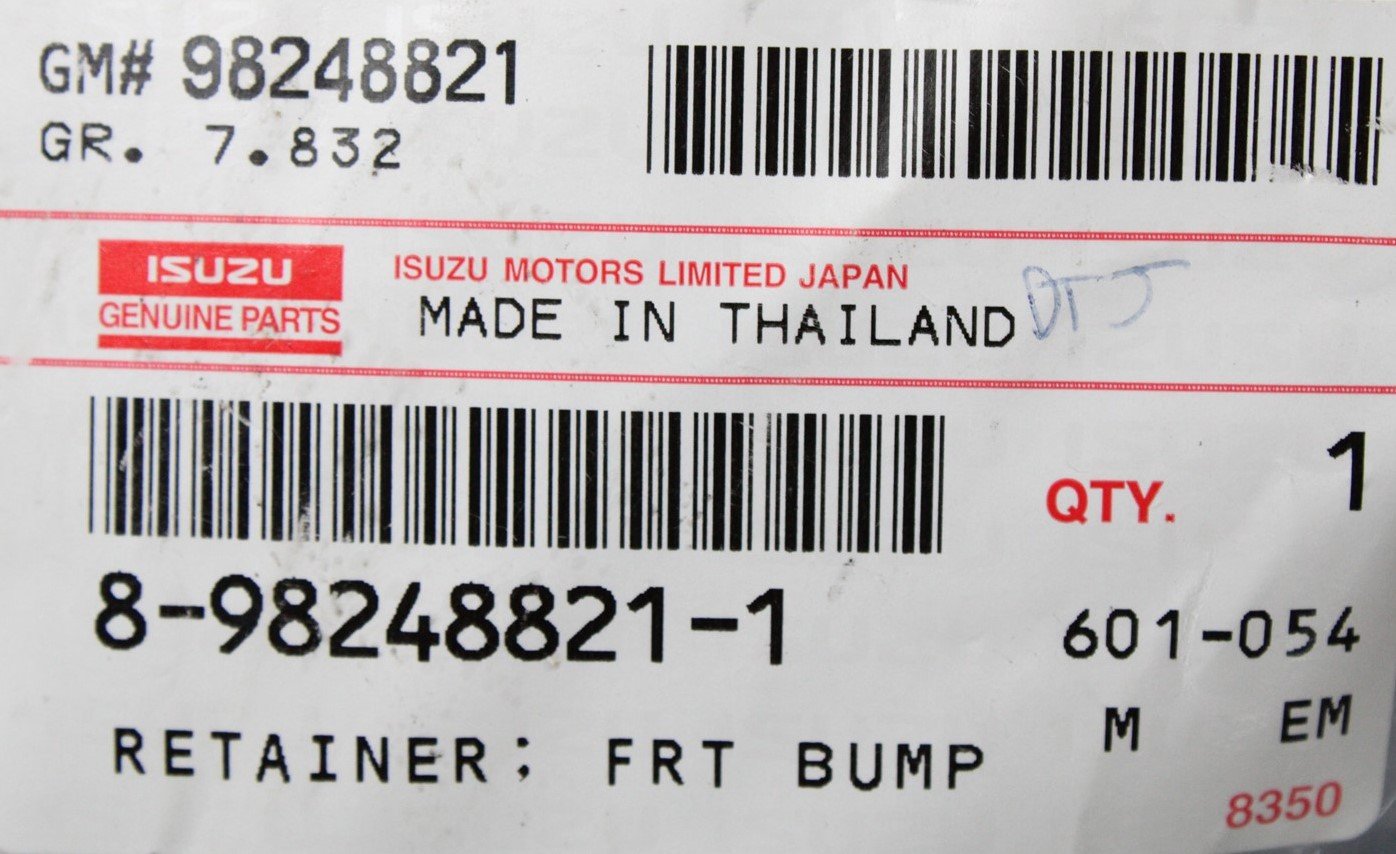 GM# 98248821
GR. 7.832
ISUZU
GENUINE PARTS
ISUZU MOTORS LIMITED JAPAN
MADE IN THAILAND
QTY. 1
8-98248821-1
601-054
RETAINER; FRT BUMP
M EM
8350